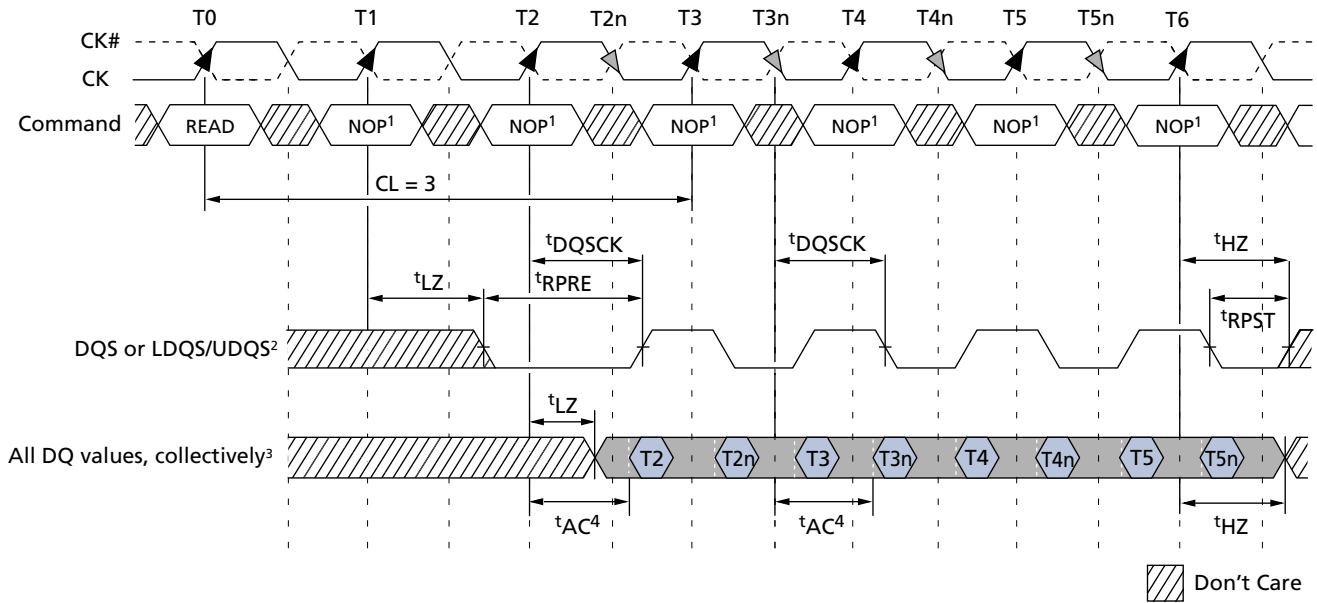 T0 T1 T2 T2n T3 T3n T4 T4n T5 T5n T6
CK#
CK
Command READ NOP¹ NOP¹ NOP¹ NOP¹ NOP¹ NOP¹
CL = 3
ᵗDQSCK ᵗDQSCK ᵗHZ
ᵗLZ ᵗRPRE
ᵗRPST
DQS or LDQS/UDQS²
ᵗLZ
All DQ values, collectively³ T2 T2n T3 T3n T4 T4n T5 T5n
ᵗAC⁴ ᵗAC⁴ ᵗHZ
Don't Care